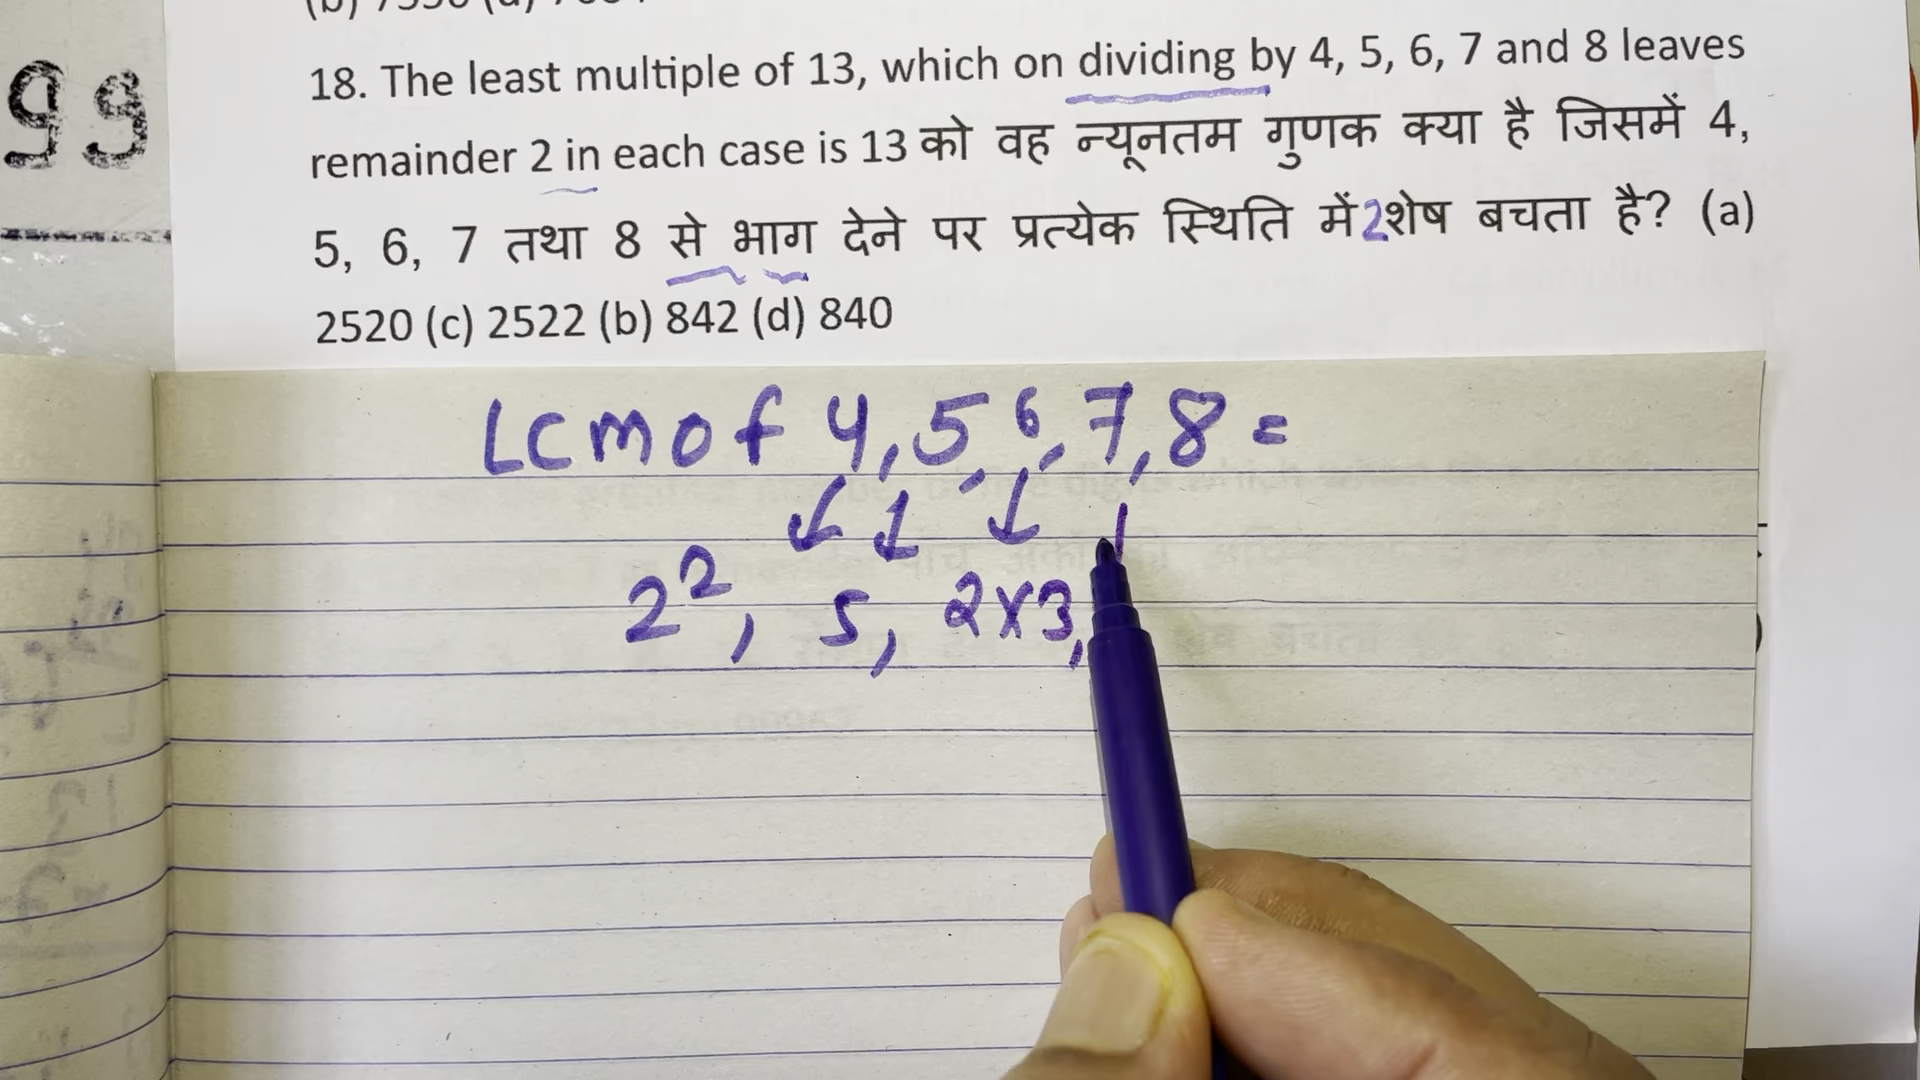 99
18. The least multiple of 13, which on dividing by 4, 5, 6, 7 and 8 leaves
remainder 2 in each case is 13 को वह न्यूनतम गुणक क्या है जिसमें 4,
5, 6, 7 तथा 8 से भाग देने पर प्रत्येक स्थिति में 2 शेष बचता है? (a)
2520 (c) 2522 (b) 842 (d) 840
LCM of 4, 5, 6, 7, 8 =
2², 5, 2×3,